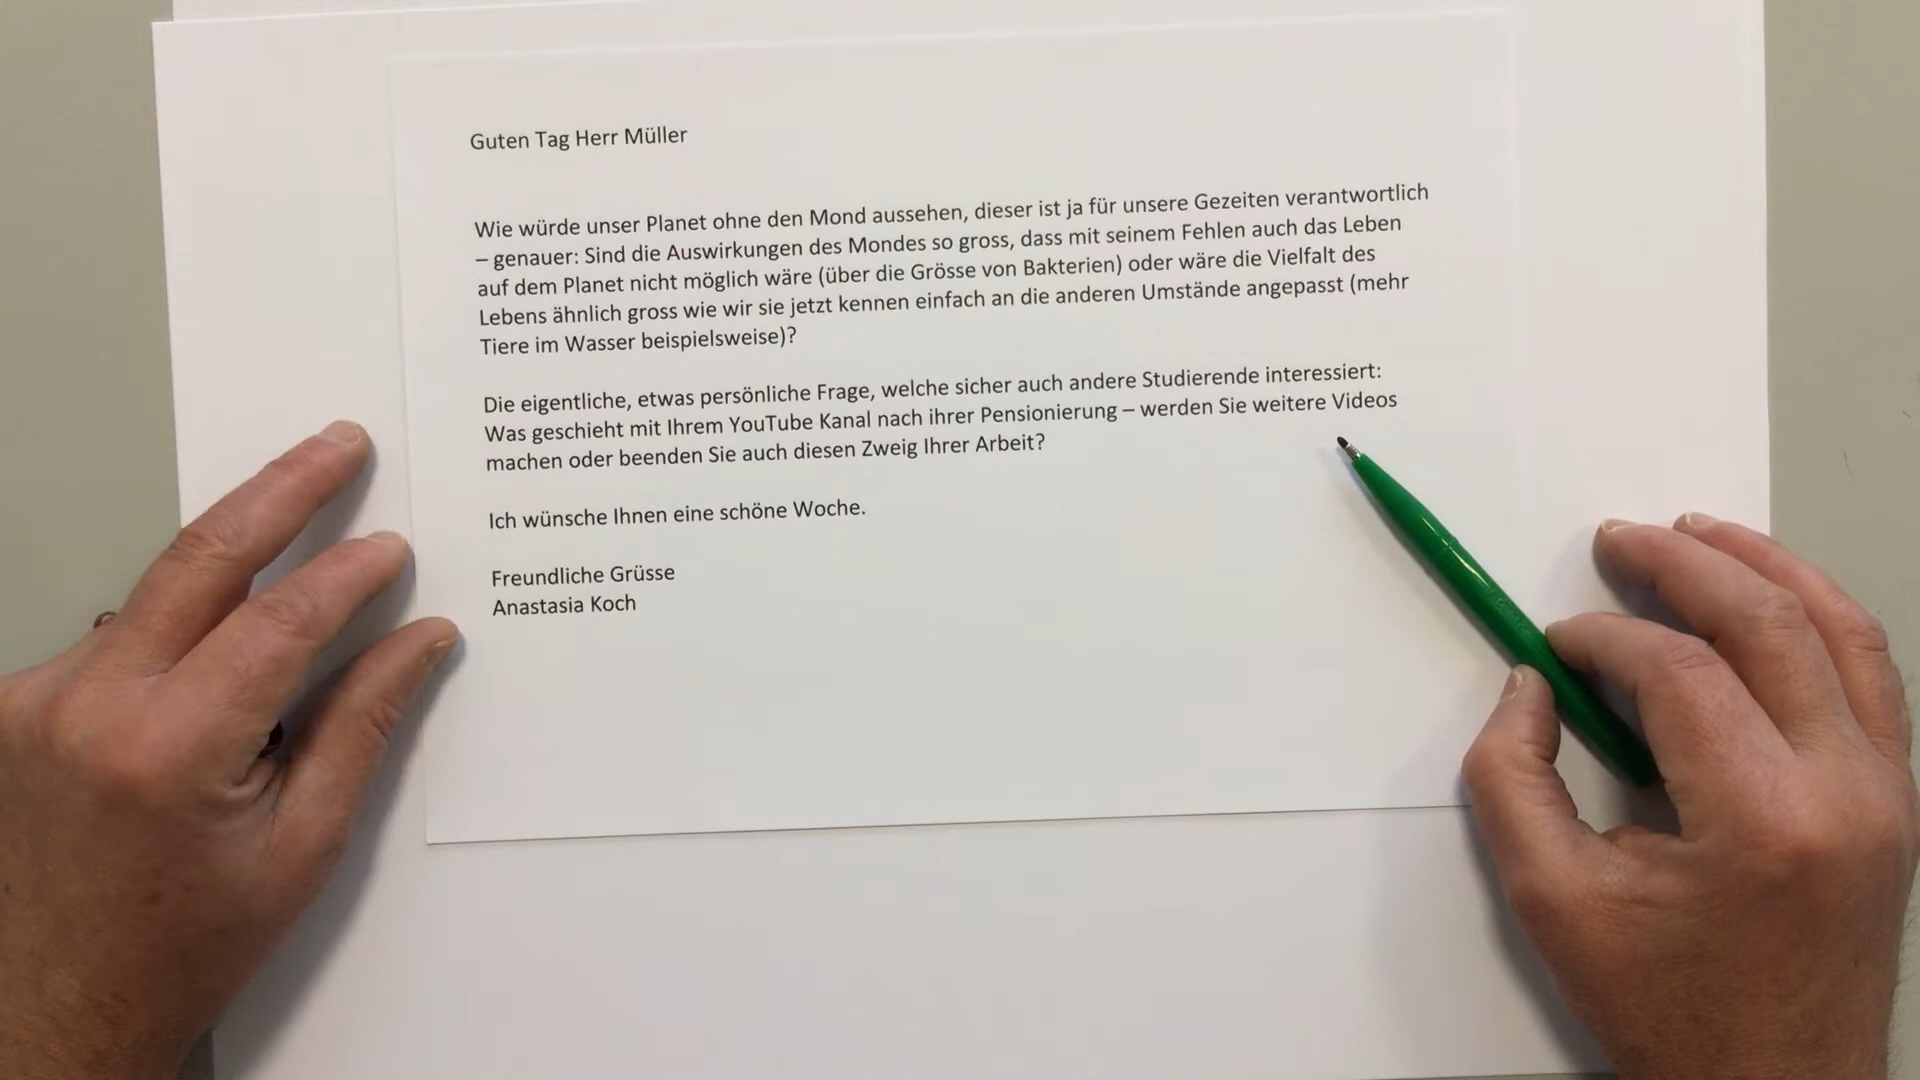 Guten Tag Herr Müller
Wie würde unser Planet ohne den Mond aussehen, dieser ist ja für unsere Gezeiten verantwortlich
– genauer: Sind die Auswirkungen des Mondes so gross, dass mit seinem Fehlen auch das Leben
auf dem Planet nicht möglich wäre (über die Grösse von Bakterien) oder wäre die Vielfalt des
Lebens ähnlich gross wie wir sie jetzt kennen einfach an die anderen Umstände angepasst (mehr
Tiere im Wasser beispielsweise)?
Die eigentliche, etwas persönliche Frage, welche sicher auch andere Studierende interessiert:
Was geschieht mit Ihrem YouTube Kanal nach ihrer Pensionierung – werden Sie weitere Videos
machen oder beenden Sie auch diesen Zweig Ihrer Arbeit?
Ich wünsche Ihnen eine schöne Woche.
Freundliche Grüsse
Anastasia Koch